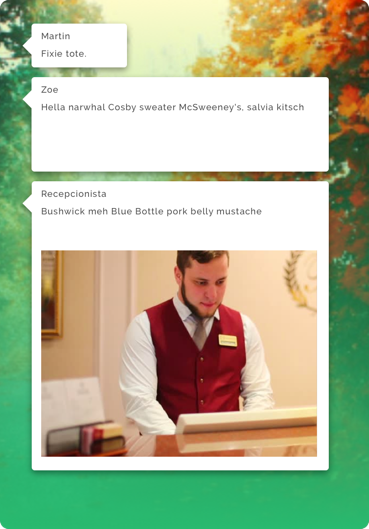 Martin
Fixie tote.
Zoe
Hella narwhal Cosby sweater McSweeney's, salvia kitsch
Recepcionista
Bushwick meh Blue Bottle pork belly mustache